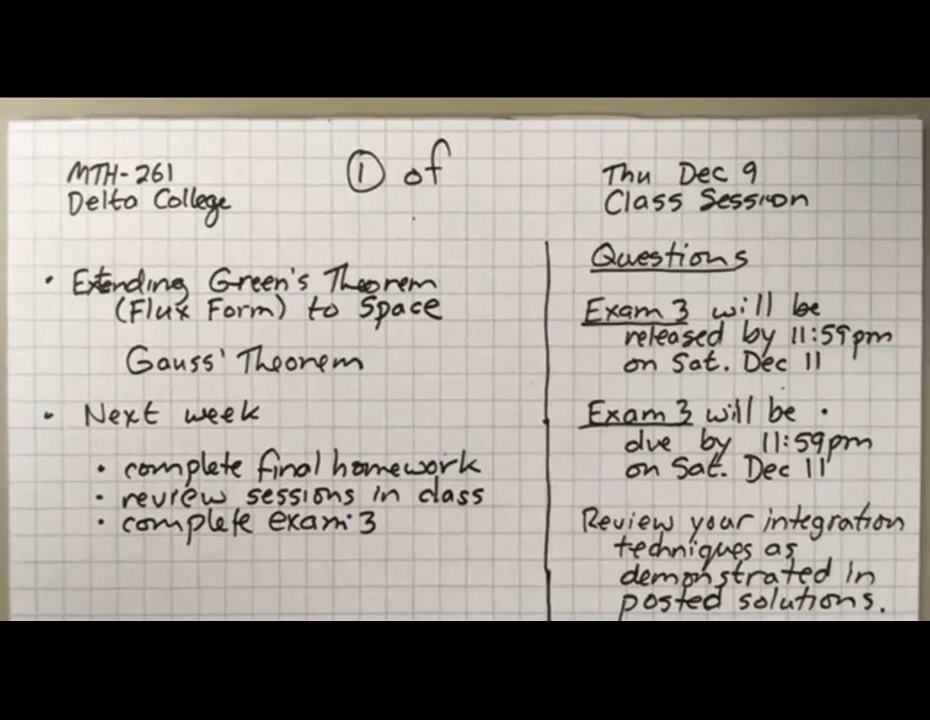 MTH-261
Delta College
① of
Thu Dec 9
Class Session
• Extending Green's Theorem
(Flux Form) to Space
Gauss' Theorem
• Next week
• complete final homework
• review sessions in class
• complete exam 3
Questions
Exam 3 will be
released by 11:59pm
on Sat. Dec 11
Exam 3 will be
due by 11:59pm
on Sat. Dec 11
Review your integration
techniques as
demonstrated in
posted solutions.